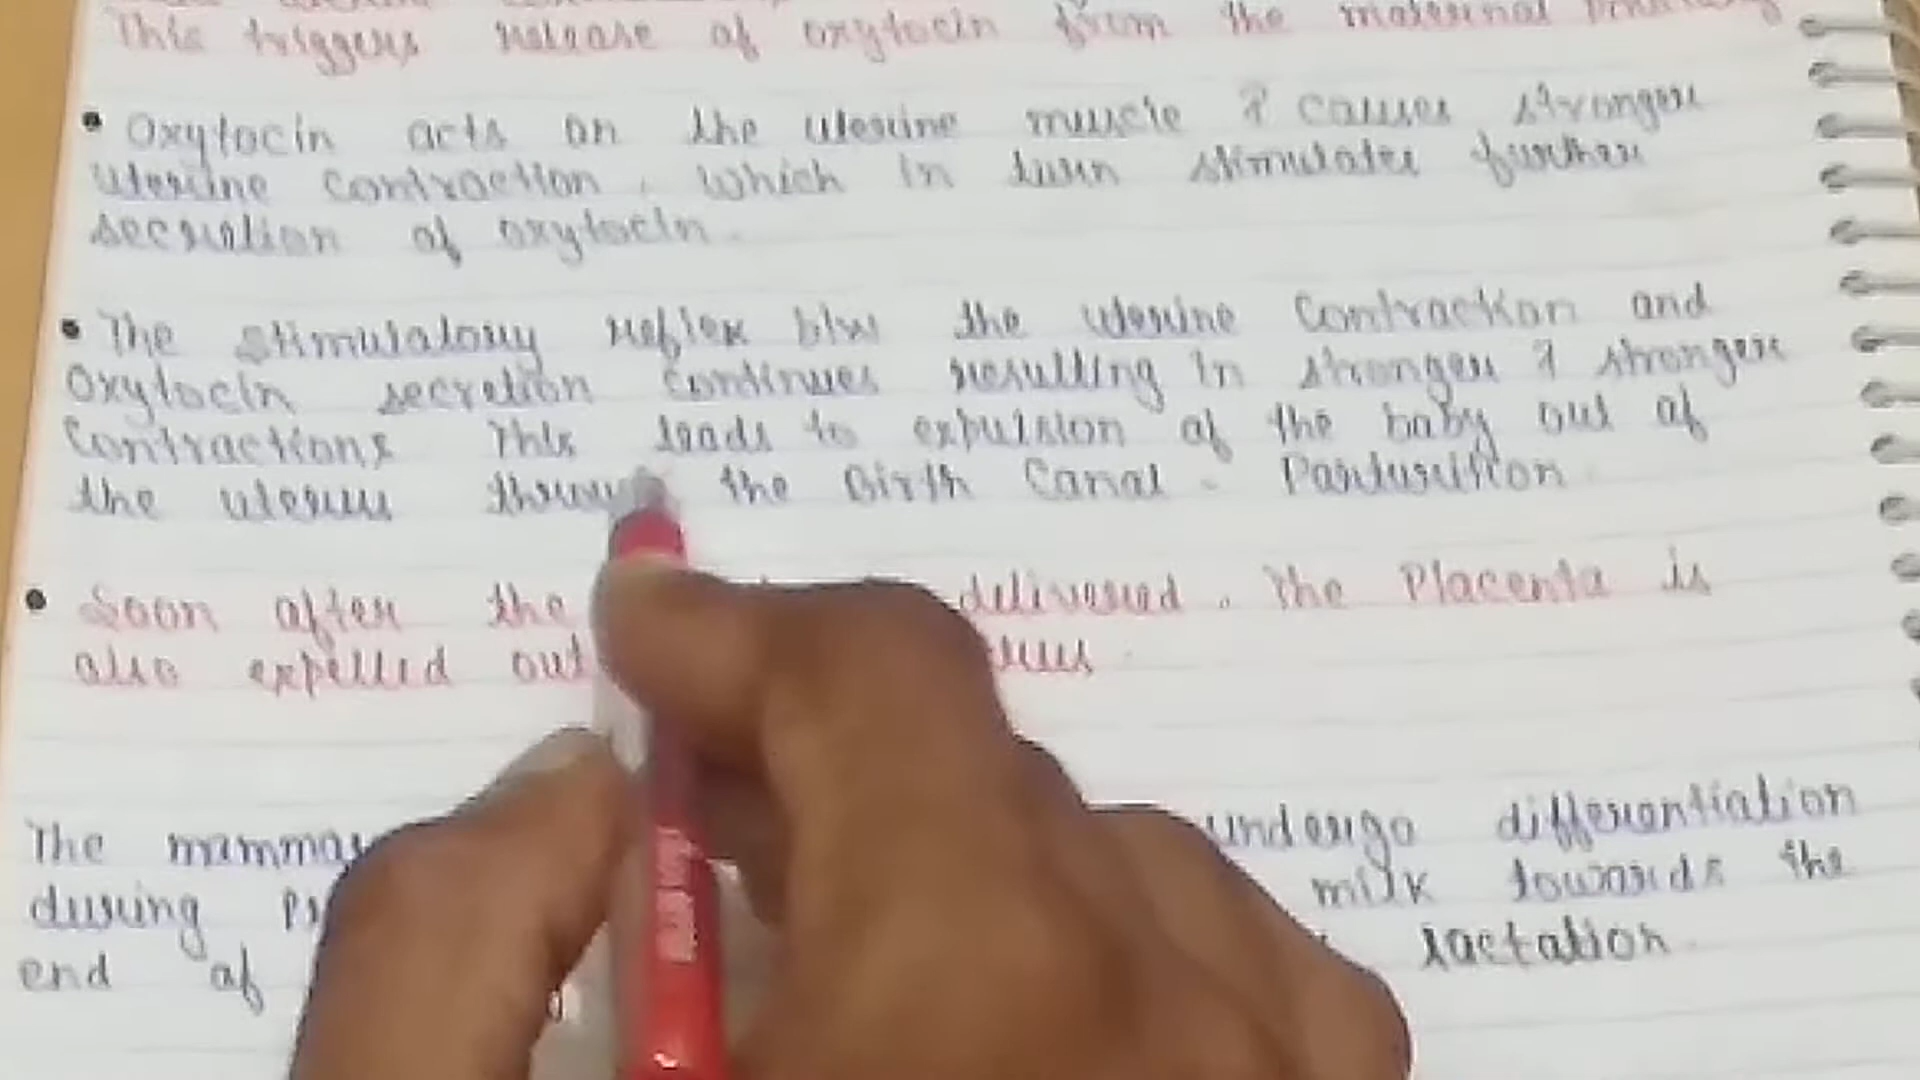 This triggers release of oxytocin from the maternal
• Oxytocin acts on the uterine muscle & causes stronger
uterine contraction, which in turn stimulates further
secretion of oxytocin.
• The stimulatory reflex b/w the uterine contraction and
oxytocin secretion continues resulting in stronger & stronger
contractions This leads to expulsion of the baby out of
the uterus the Birth Canal - Parturition
• Soon after the delivered, the Placenta is
also expelled out
The undergo differentiation
during milk towards the
end of lactation.